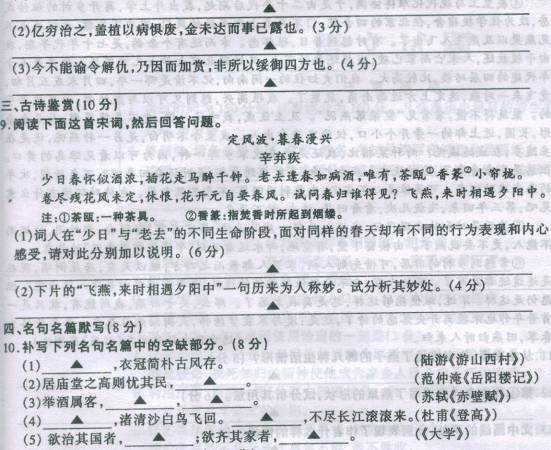 (2)亿穷治之,盖植以病惧废,金未达而事已露也。(3分)
(3)今不能谕令解仇,乃因而加赏,非所以绥御四方也。(4分)
三、古诗鉴赏(10分)
9.阅读下面这首宋词,然后回答问题。
定风波·暮春漫兴
辛弃疾
少日春怀似酒浓,插花走马醉千钟。老去逢春如病酒,唯有,茶瓯①香篆②小帘栊。
卷尽残花风未定,休恨,花开元自要春风。试问春归谁得见?飞燕,来时相遇夕阳中。
注:①茶瓯:一种茶具。 ②香篆:指焚香时所起到烟缕。
(1)词人在“少日”与“老去”的不同生命阶段,面对同样的春天却有不同的行为表现和内心
感受,请对此分别加以说明。(6分)
(2)下片的“飞燕,来时相遇夕阳中”一句历来为人称妙。试分析其妙处。(4分)
四、名句名篇默写(8分)
10.补写下列名句名篇中的空缺部分。(8分)
(1)▲,衣冠简朴古风存。 (陆游《游山西村》)
(2)居庙堂之高则忧其民,▲。 (范仲淹《岳阳楼记》)
(3)举酒属客,▲,▲。 (苏轼《赤壁赋》)
(4)▲,渚清沙白鸟飞回。▲,不尽长江滚滚来。(杜甫《登高》)
(5)欲治其国者,▲;欲齐其家者,▲。 (《大学》)